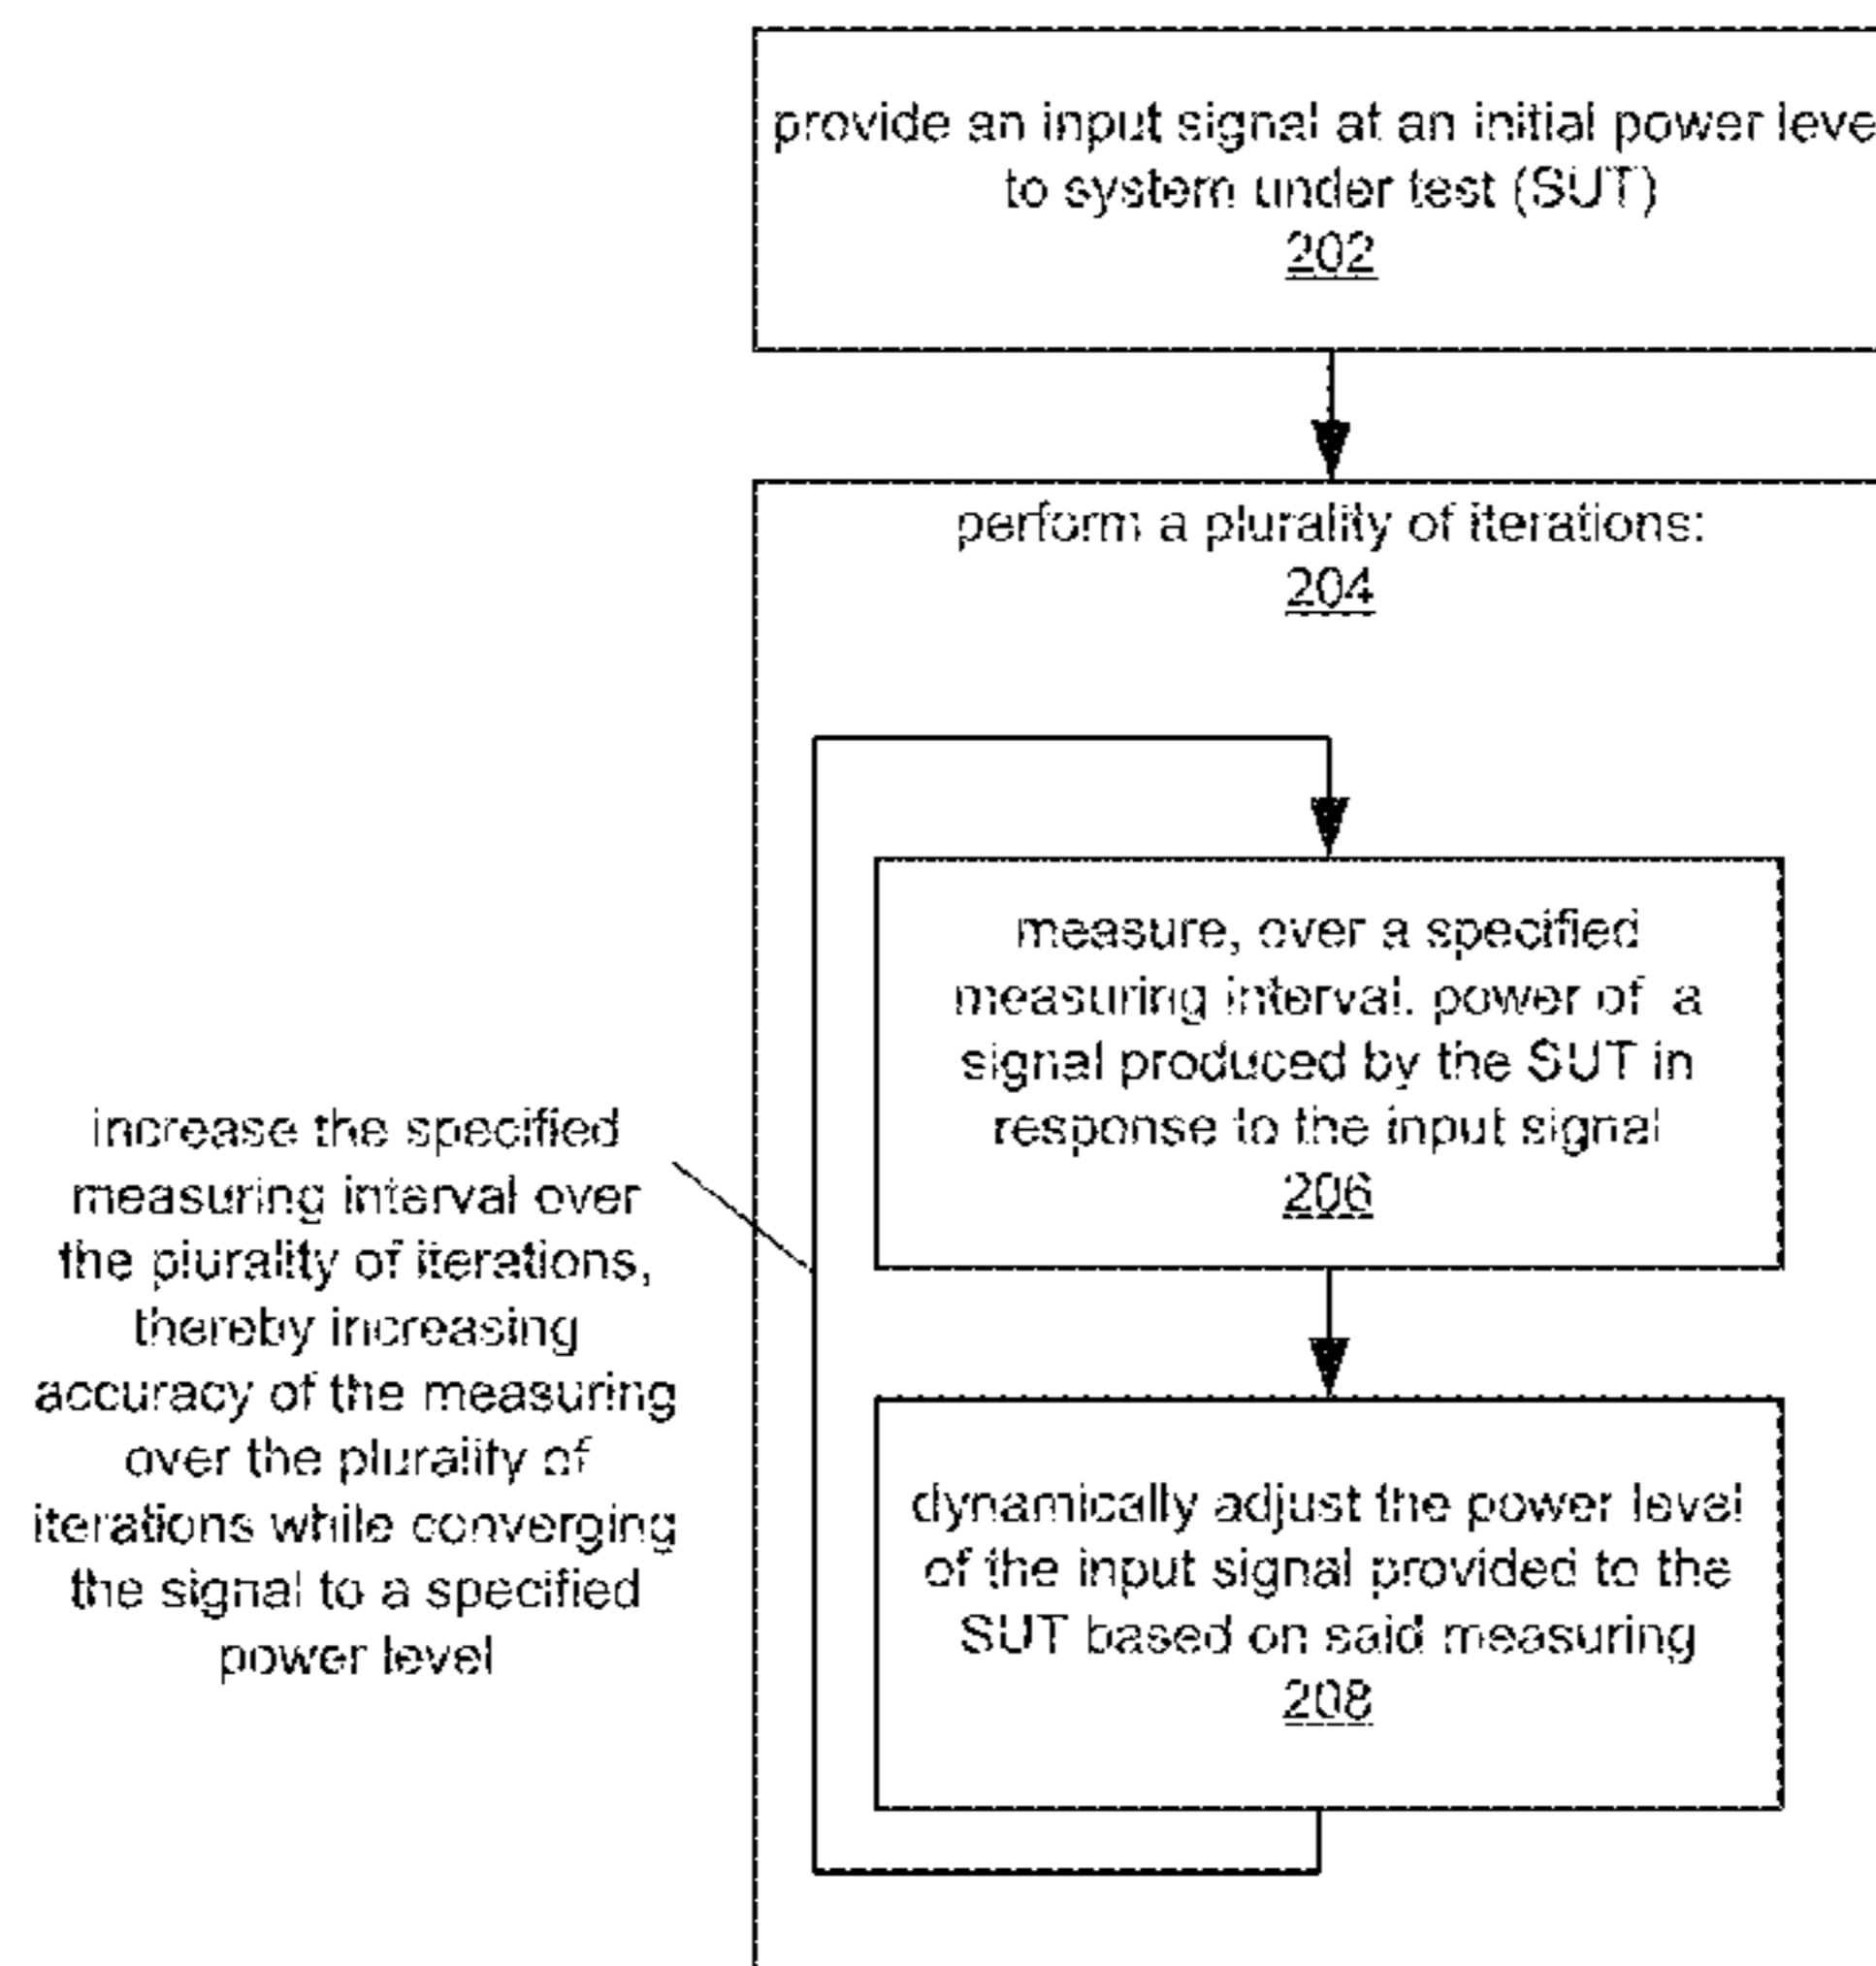 provide an input signal at an initial power leve
to system under test (SUT)
202
perform a plurality of iterations:
204
measure, over a specified
measuring interval. power of a
signal produced by the SUT in
response to the input signal
206
increase the specified
measuring interval over
the plurality of iterations,
thereby increasing
accuracy of the measuring
over the plurality of
iterations while converging
the signal to a specified
power level
dynamically adjust the power level
of the input signal provided to the
SUT based on said measuring
208